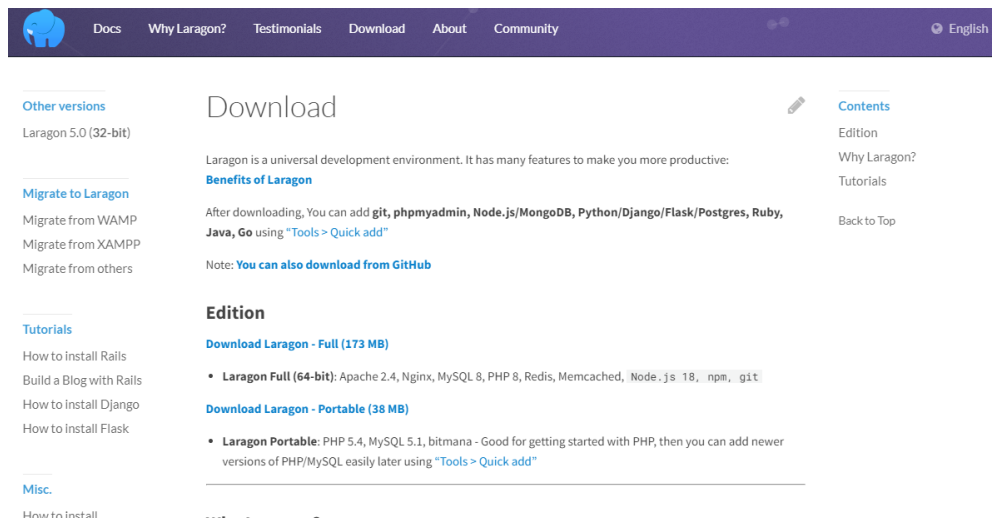 Docs Why Laragon? Testimonials Download About Community English
Other versions
Laragon 5.0 (32-bit)
Migrate to Laragon
Migrate from WAMP
Migrate from XAMPP
Migrate from others
Tutorials
How to install Rails
Build a Blog with Rails
How to install Django
How to install Flask
Misc.
How to install
Download
Laragon is a universal development environment. It has many features to make you more productive:
Benefits of Laragon
After downloading, You can add git, phpmyadmin, Node.js/MongoDB, Python/Django/Flask/Postgres, Ruby,
Java, Go using “Tools > Quick add”
Note: You can also download from GitHub
Edition
Download Laragon - Full (173 MB)
• Laragon Full (64-bit): Apache 2.4, Nginx, MySQL 8, PHP 8, Redis, Memcached, Node.js 18, npm, git
Download Laragon - Portable (38 MB)
• Laragon Portable: PHP 5.4, MySQL 5.1, bitmana - Good for getting started with PHP, then you can add newer
versions of PHP/MySQL easily later using “Tools > Quick add”
Contents
Edition
Why Laragon?
Tutorials
Back to Top